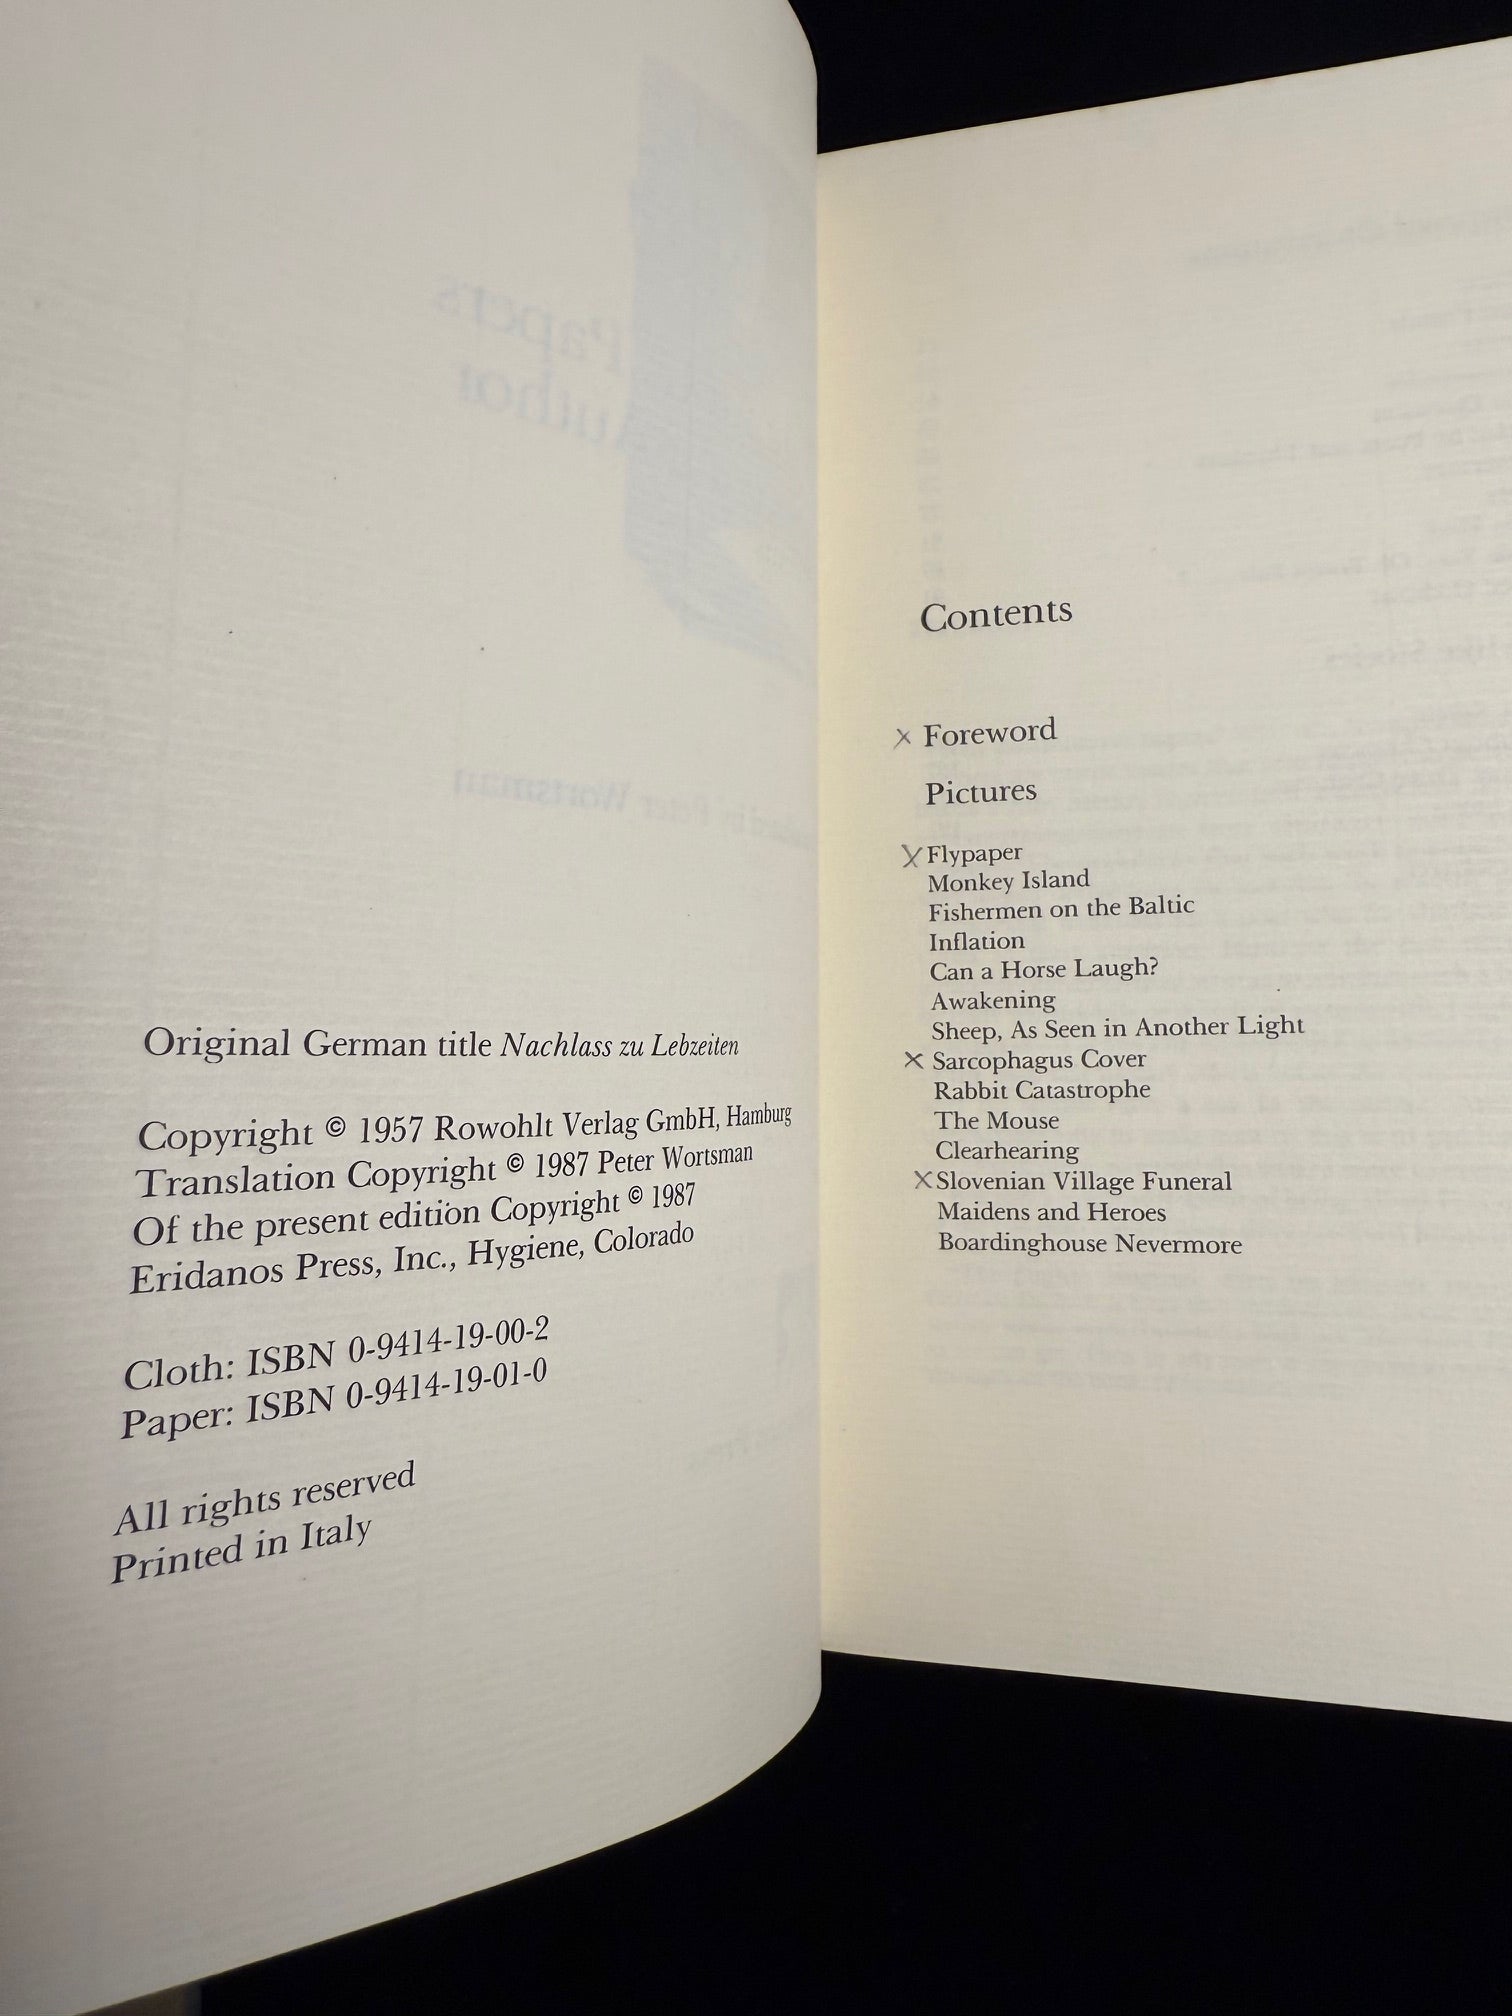 Original German title Nachlass zu Lebzeiten
Copyright © 1957 Rowohlt Verlag GmbH, Hamburg
Translation Copyright © 1987 Peter Wortsman
Of the present edition Copyright © 1987
Eridanos Press, Inc., Hygiene, Colorado
Cloth: ISBN 0-9414-19-00-2
Paper: ISBN 0-9414-19-01-0
All rights reserved
Printed in Italy
Contents
x Foreword
Pictures
x Flypaper
Monkey Island
Fishermen on the Baltic
Inflation
Can a Horse Laugh?
Awakening
Sheep, As Seen in Another Light
x Sarcophagus Cover
Rabbit Catastrophe
The Mouse
Clearhearing
x Slovenian Village Funeral
Maidens and Heroes
Boardinghouse Nevermore